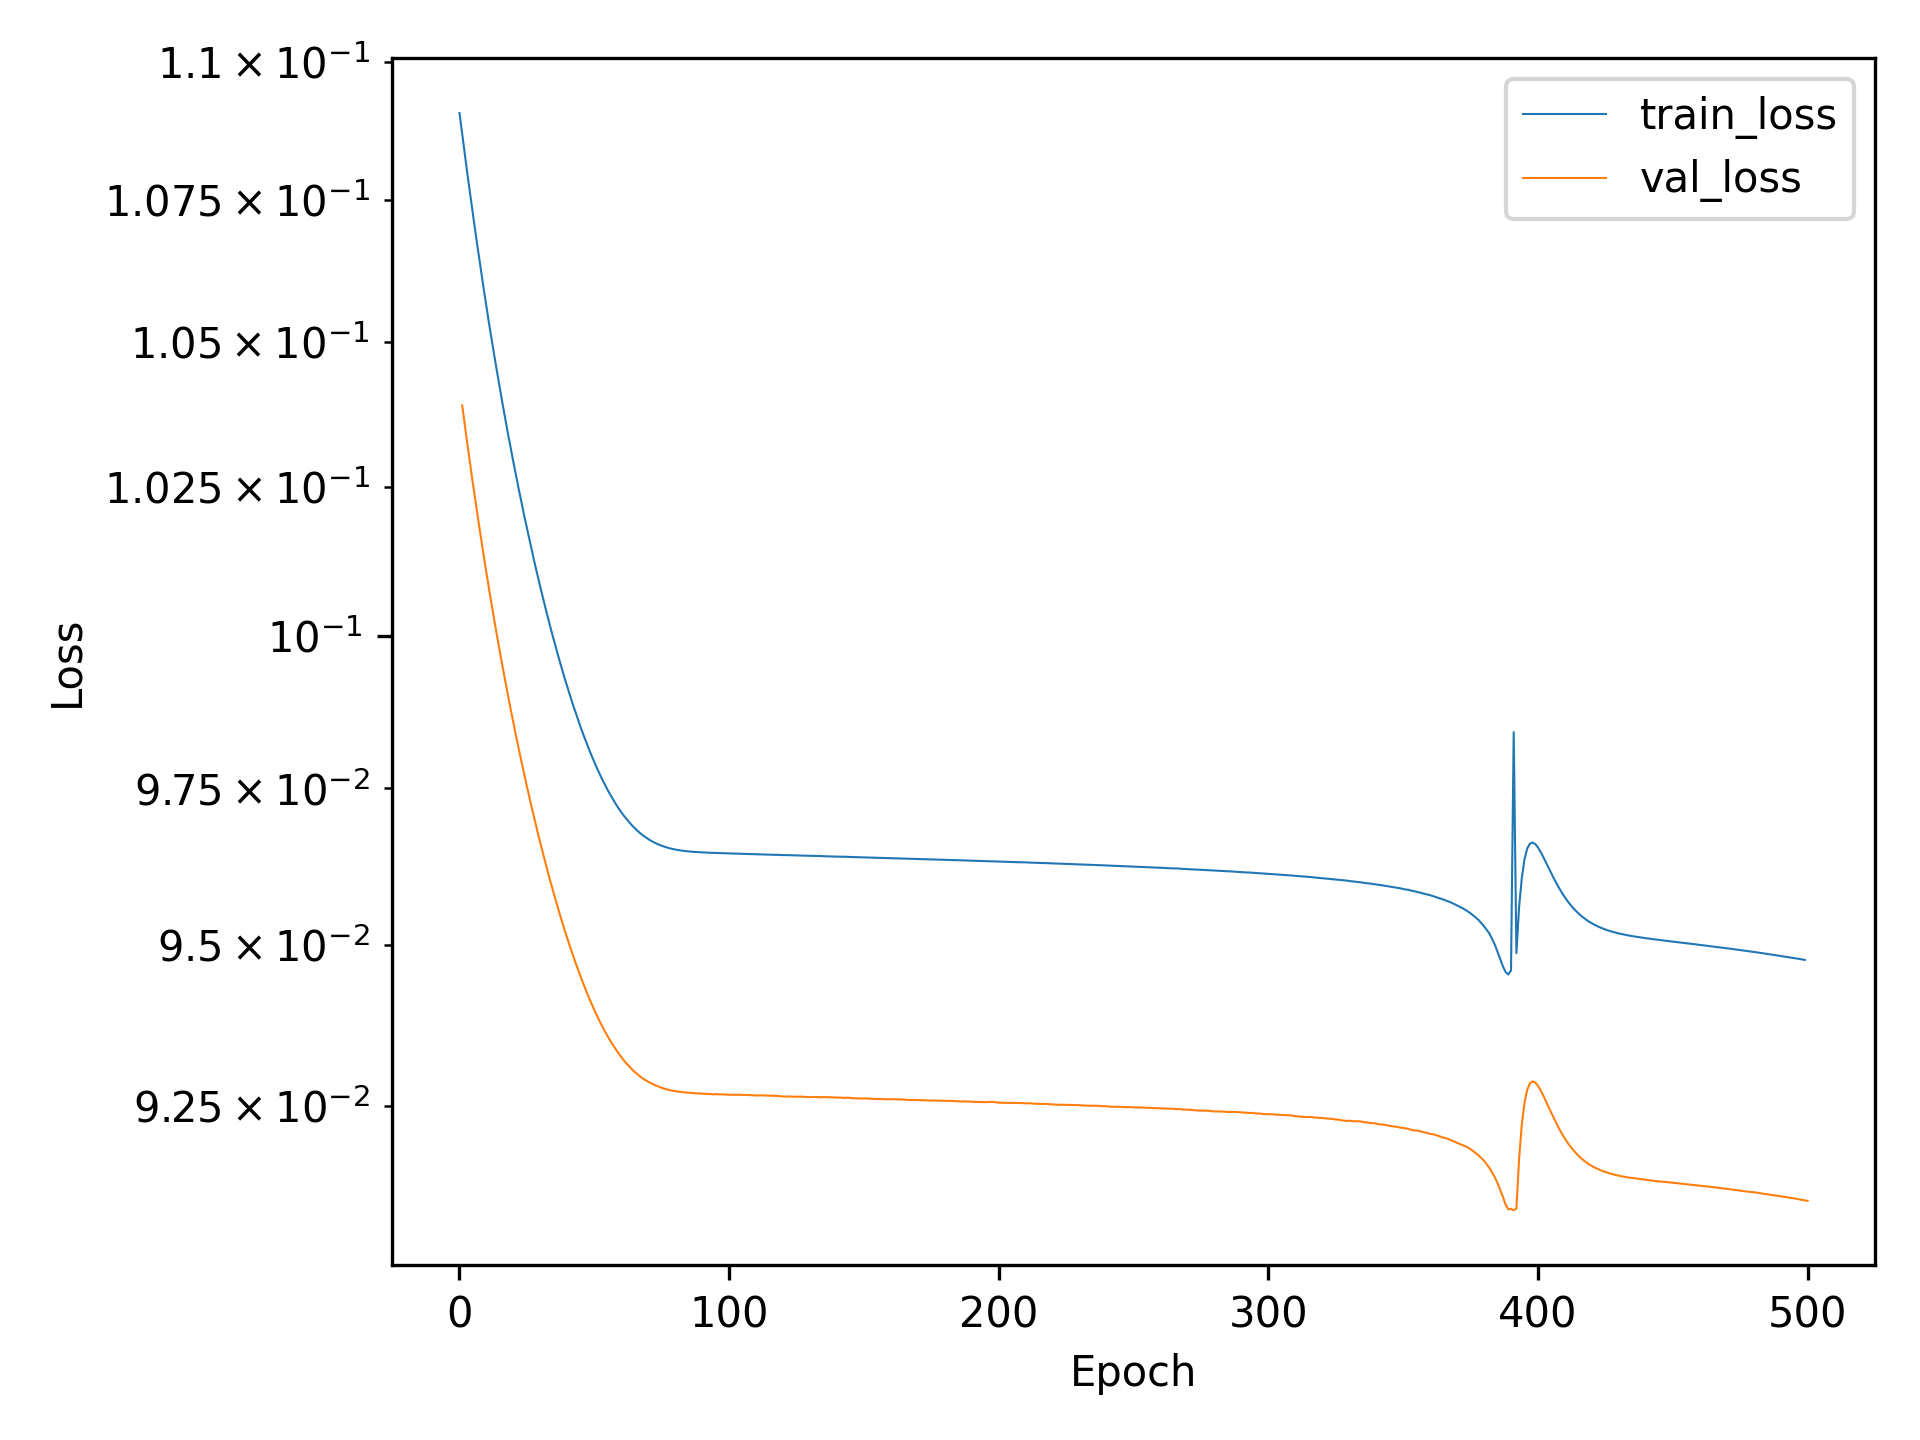 1.1 × 10⁻¹
1.075 × 10⁻¹
1.05 × 10⁻¹
1.025 × 10⁻¹
10⁻¹
9.75 × 10⁻²
9.5 × 10⁻²
9.25 × 10⁻²
Loss
train_loss
val_loss
0 100 200 300 400 500
Epoch